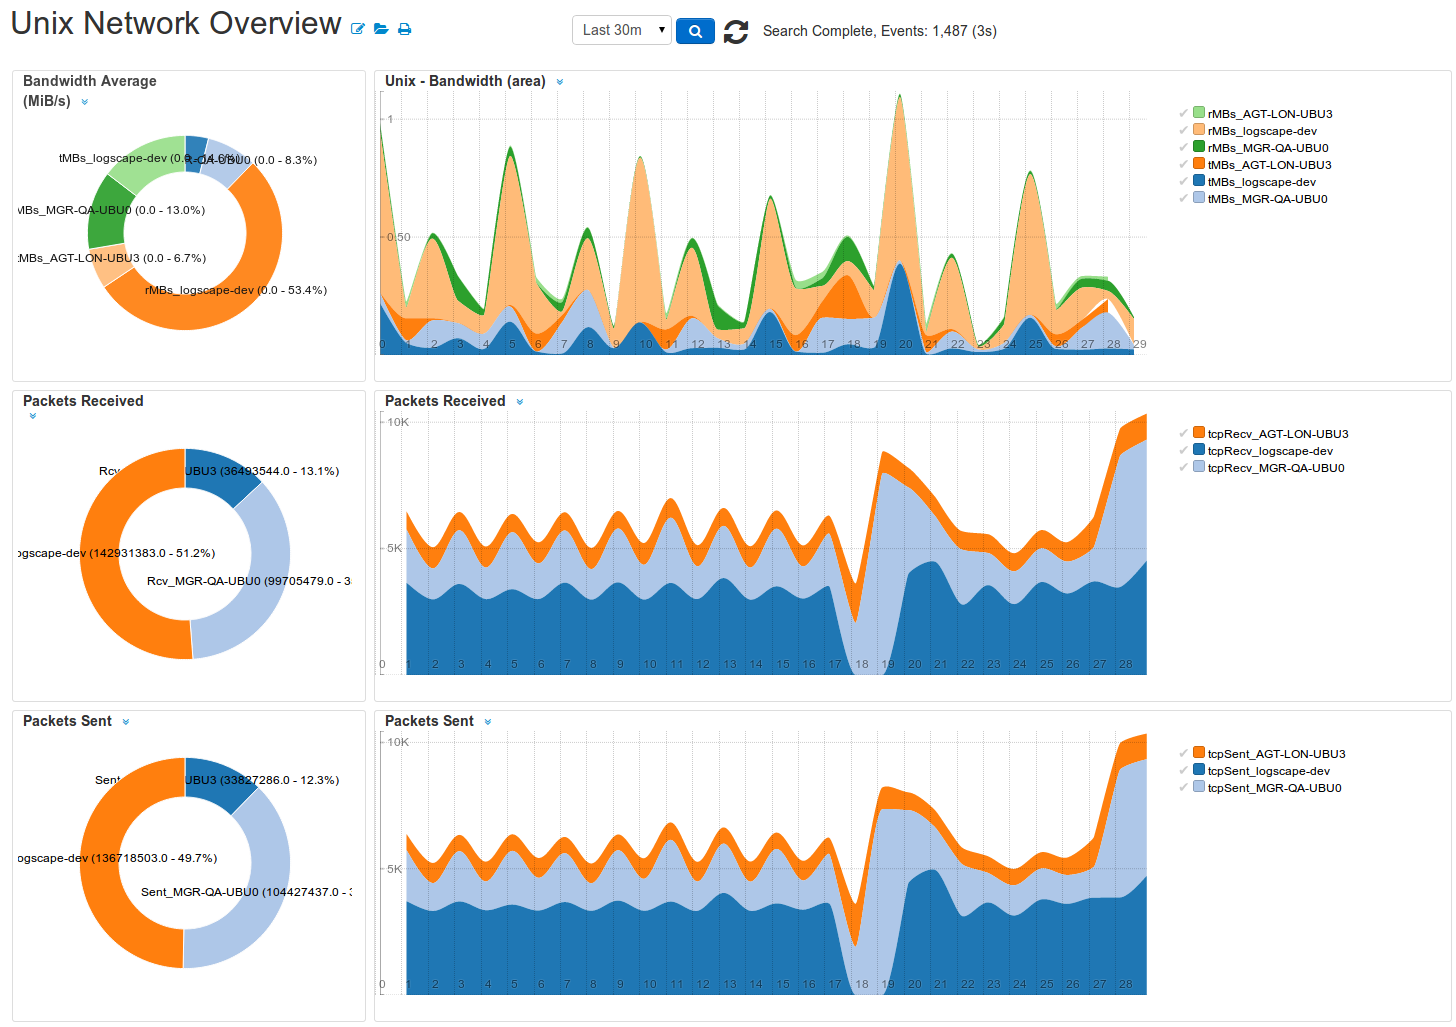 Unix Network Overview
Last 30m
Search Complete, Events: 1,487 (3s)
Bandwidth Average
(MiB/s)
tMBs_logscape-dev (0.0 - 
-QA-UBU0 (0.0 - 8.3%)
MBs_MGR-QA-UBU0 (0.0 - 13.0%)
MBs_AGT-LON-UBU3 (0.0 - 6.7%)
rMBs_logscape-dev (0.0 - 53.4%)
Unix - Bandwidth (area)
1
0.50
0 1 2 3 4 5 6 7 8 9 10 11 12 13 14 15 16 17 18 19 20 21 22 23 24 25 26 27 28 29
rMBs_AGT-LON-UBU3
rMBs_logscape-dev
rMBs_MGR-QA-UBU0
tMBs_AGT-LON-UBU3
tMBs_logscape-dev
tMBs_MGR-QA-UBU0
Packets Received
Rcv
UBU3 (36493544.0 - 13.1%)
ogscape-dev (142931383.0 - 51.2%)
Rcv_MGR-QA-UBU0 (99705479.0 - 3
Packets Received
10K
5K
0 1 2 3 4 5 6 7 8 9 10 11 12 13 14 15 16 17 18 19 20 21 22 23 24 25 26 27 28
tcpRecv_AGT-LON-UBU3
tcpRecv_logscape-dev
tcpRecv_MGR-QA-UBU0
Packets Sent
Sent
UBU3 (33827286.0 - 12.3%)
ogscape-dev (136718503.0 - 49.7%)
Sent_MGR-QA-UBU0 (104427437.0 - 3
Packets Sent
10K
5K
0 1 2 3 4 5 6 7 8 9 10 11 12 13 14 15 16 17 18 19 20 21 22 23 24 25 26 27 28
tcpSent_AGT-LON-UBU3
tcpSent_logscape-dev
tcpSent_MGR-QA-UBU0